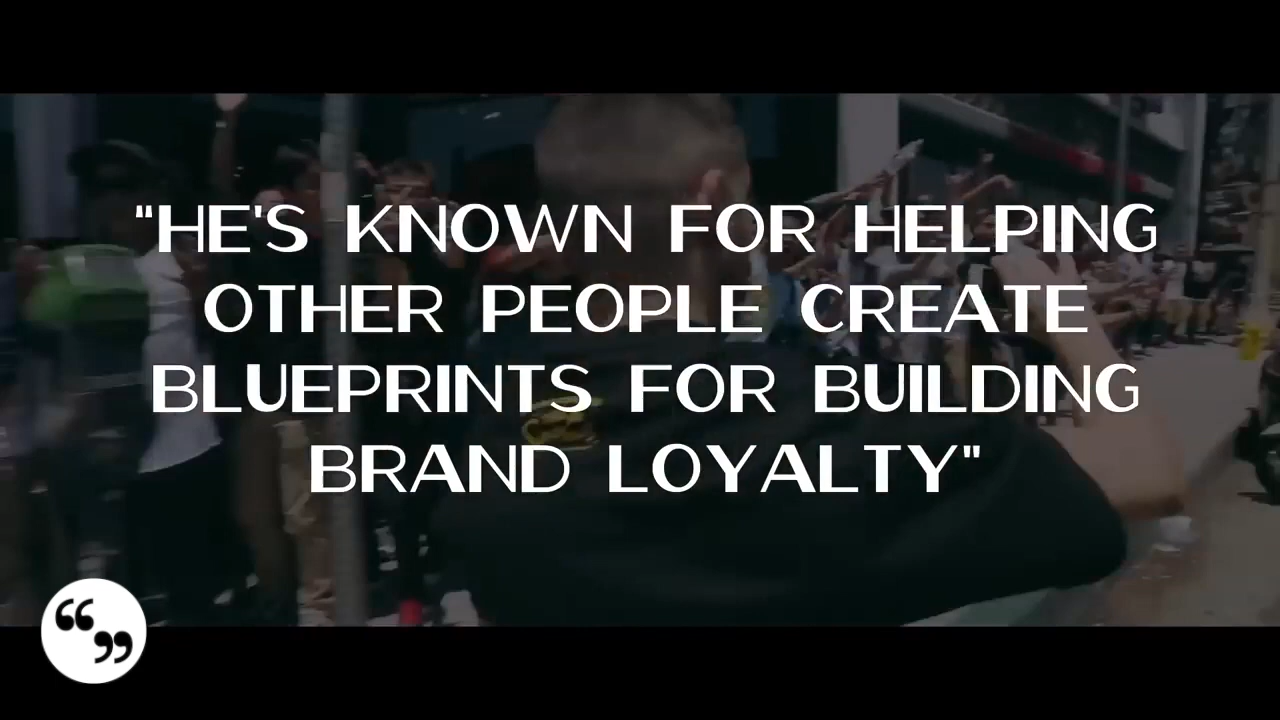 "HE'S KNOWN FOR HELPING
OTHER PEOPLE CREATE
BLUEPRINTS FOR BUILDING
BRAND LOYALTY"